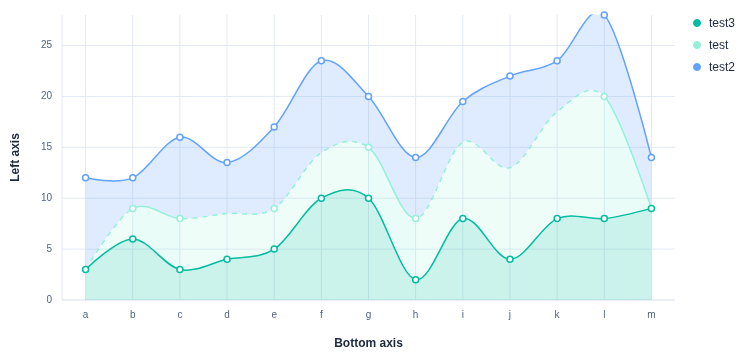 test3
test
test2
Left axis
25
20
15
10
5
0
a b c d e f g h i j k l m
Bottom axis